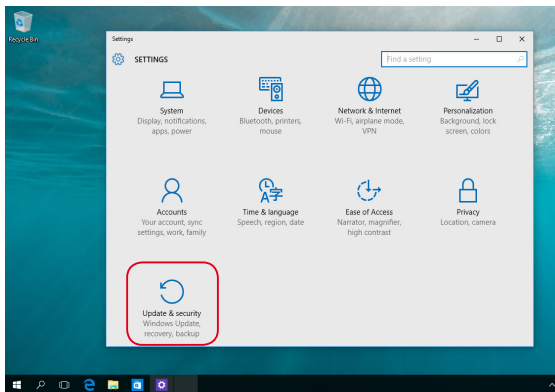 Recycle Bin
Settings
SETTINGS
Find a setting
System
Display, notifications,
apps, power
Devices
Bluetooth, printers,
mouse
Network & Internet
Wi-Fi, airplane mode,
VPN
Personalization
Background, lock
screen, colors
Accounts
Your account, sync
settings, work, family
Time & language
Speech, region, date
Ease of Access
Narrator, magnifier,
high contrast
Privacy
Location, camera
Update & security
Windows Update,
recovery, backup